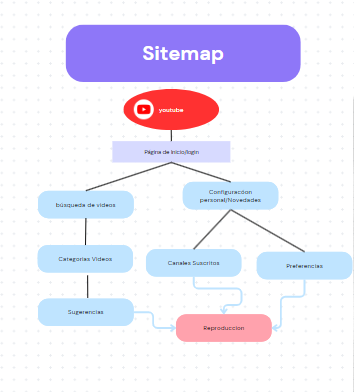 Sitemap
youtube
Página de inicio/login
Configuracion
personal/Novedades
búsqueda de videos
Categorias Videos
Canales Suscritos
Preferencias
Sugerencias
Reproduccion